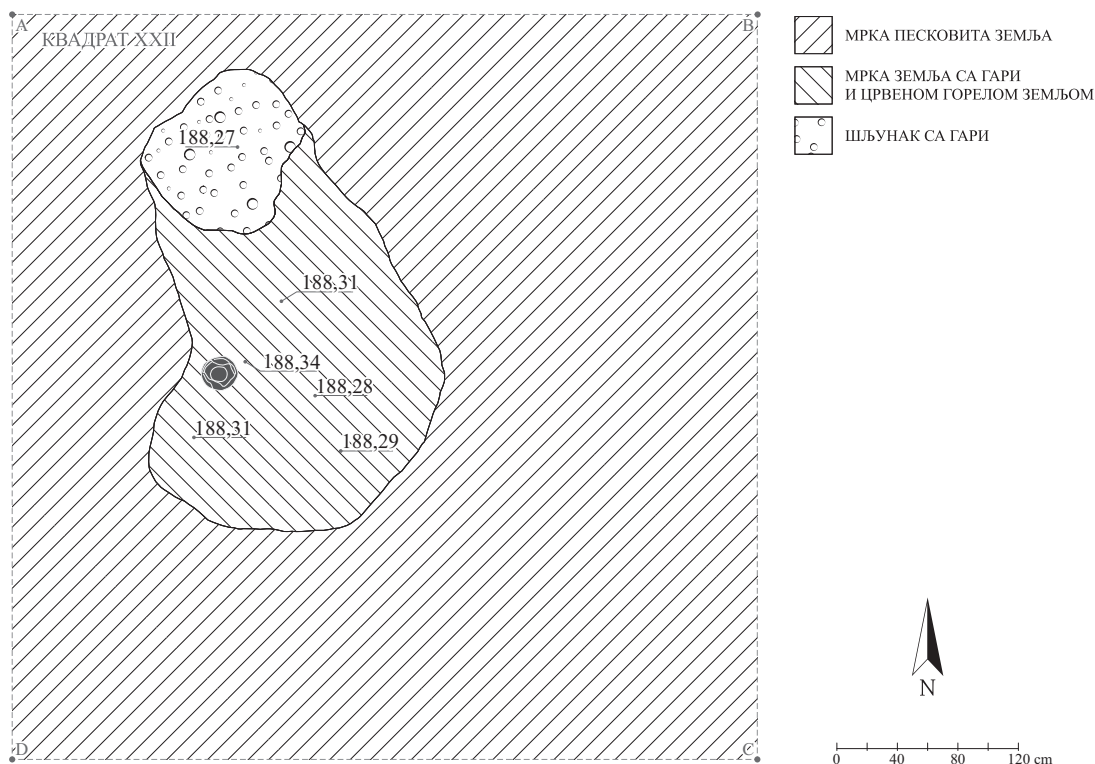 A
B
КВАДРАТ XXII
188,27
188,31
188,34
188,28
188,31
188,29
D
C
МРКА ПЕСКОВИТА ЗЕМЉА
МРКА ЗЕМЉА СА ГАРИ
И ЦРВЕНОМ ГОРЕЛОМ ЗЕМЉОМ
ШЉУНАК СА ГАРИ
N
0 40 80 120 cm